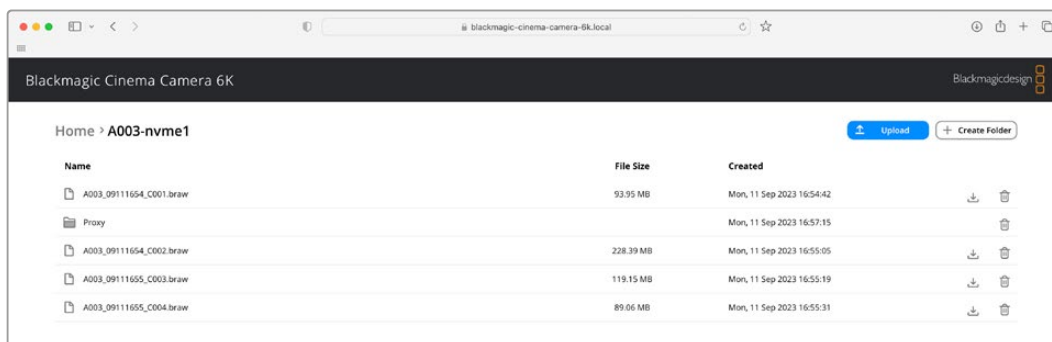 blackmagic-cinema-camera-6k.local
Blackmagic Cinema Camera 6K
Blackmagicdesign
Home > A003-nvme1
Upload
+ Create Folder
Name File Size Created
A003_09111654_C001.braw 93.95 MB Mon, 11 Sep 2023 16:54:42
Proxy Mon, 11 Sep 2023 16:57:15
A003_09111654_C002.braw 228.39 MB Mon, 11 Sep 2023 16:55:05
A003_09111655_C003.braw 119.15 MB Mon, 11 Sep 2023 16:55:19
A003_09111655_C004.braw 89.06 MB Mon, 11 Sep 2023 16:55:31